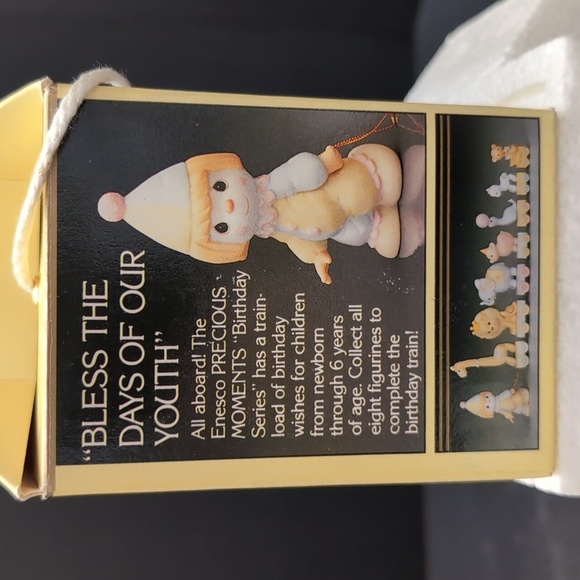 “BLESS THE
DAYS OF OUR
YOUTH”
All aboard! The
Enesco PRECIOUS
MOMENTS “Birthday
Series” has a train-
load of birthday
wishes for children
from newborn
through 6 years
of age. Collect all
eight figurines to
complete the
birthday train!